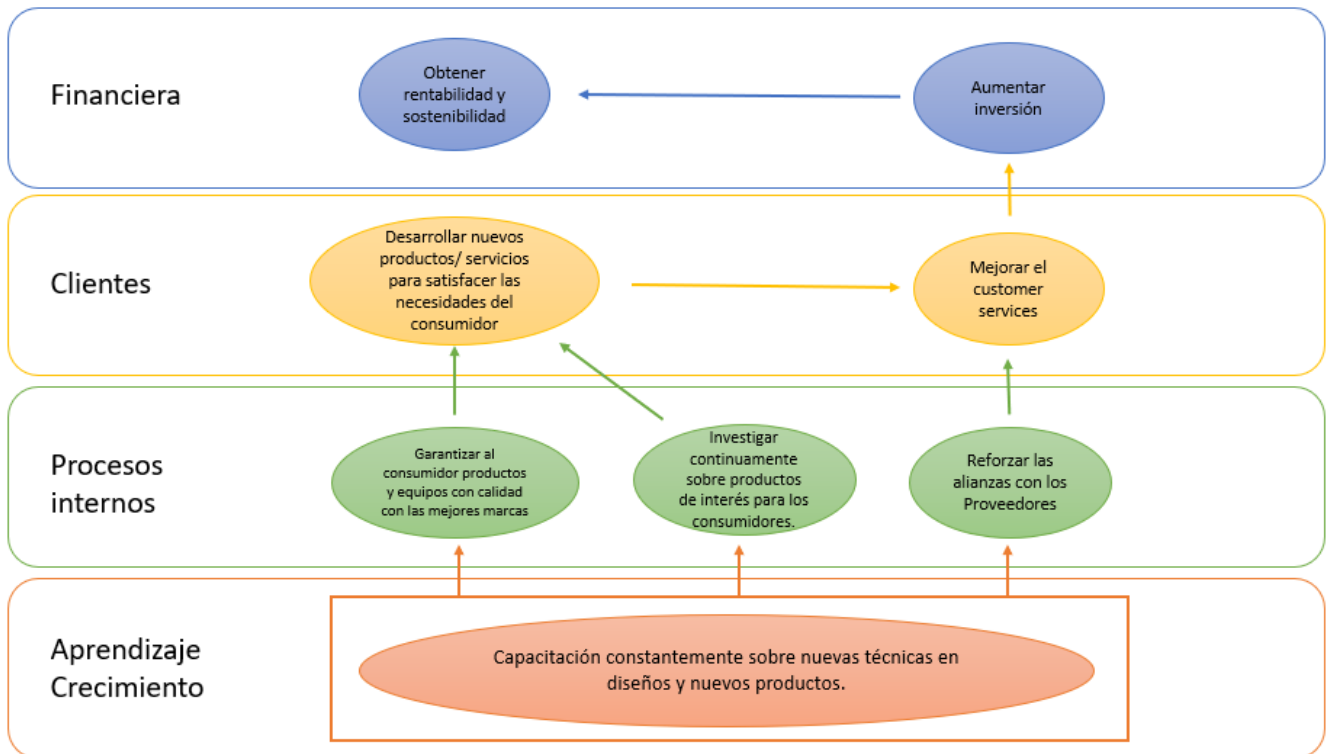 Financiera
Obtener
rentabilidad y
sostenibilidad
Aumentar
inversión
Clientes
Desarrollar nuevos
productos/ servicios
para satisfacer las
necesidades del
consumidor
Mejorar el
customer
services
Procesos
internos
Garantizar al
consumidor productos
y equipos con calidad
con las mejores marcas
Investigar
continuamente
sobre productos
de interés para los
consumidores.
Reforzar las
alianzas con los
Proveedores
Aprendizaje
Crecimiento
Capacitación constantemente sobre nuevas técnicas en
diseños y nuevos productos.